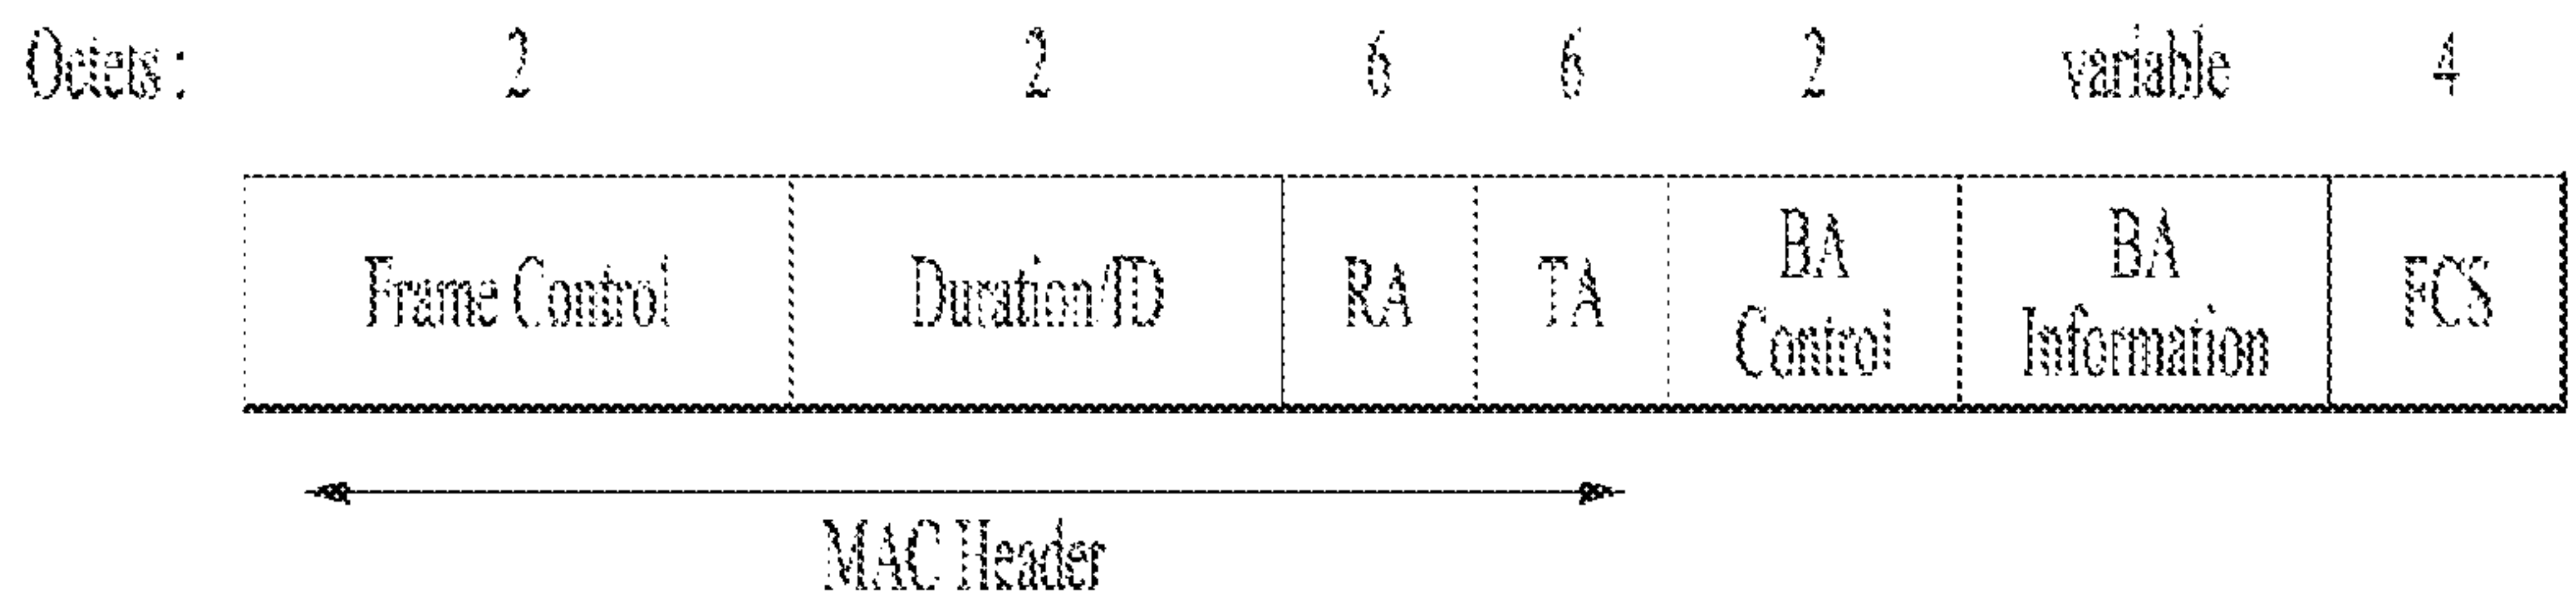 Octets : 2 2 6 6 2 variable 4
Frame Control Duration/ID RA TA BA Control BA Information FCS
MAC Header